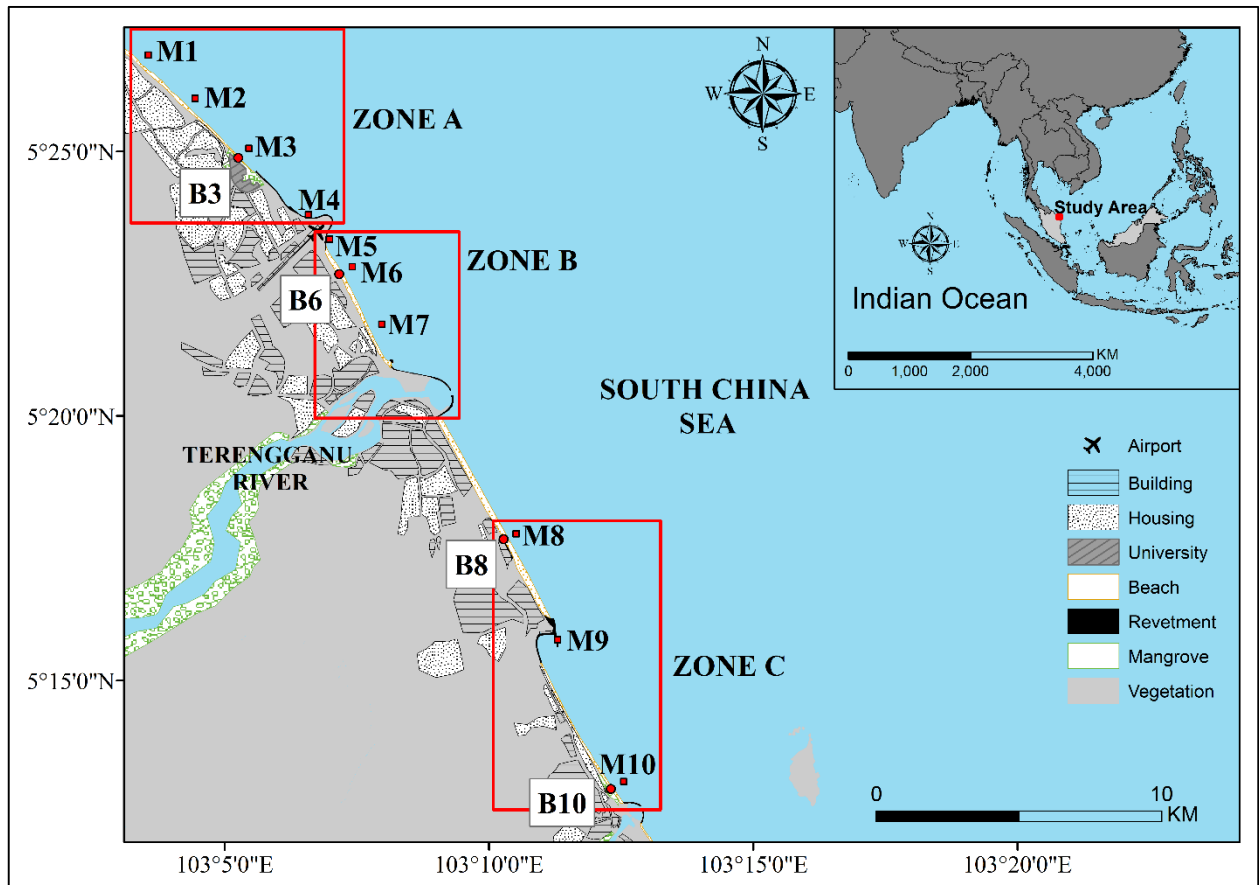 M1
M2
ZONE A
M3
B3
M4
M5
M6
ZONE B
B6
M7
SOUTH CHINA
SEA
TERENGGANU
RIVER
M8
B8
M9
ZONE C
M10
B10
N
W
E
S
5°25'0"N
5°20'0"N
5°15'0"N
103°5'0"E
103°10'0"E
103°15'0"E
103°20'0"E
Study Area
N
W
E
S
Indian Ocean
KM
0
1,000
2,000
4,000
Airport
Building
Housing
University
Beach
Revetment
Mangrove
Vegetation
0
10
KM